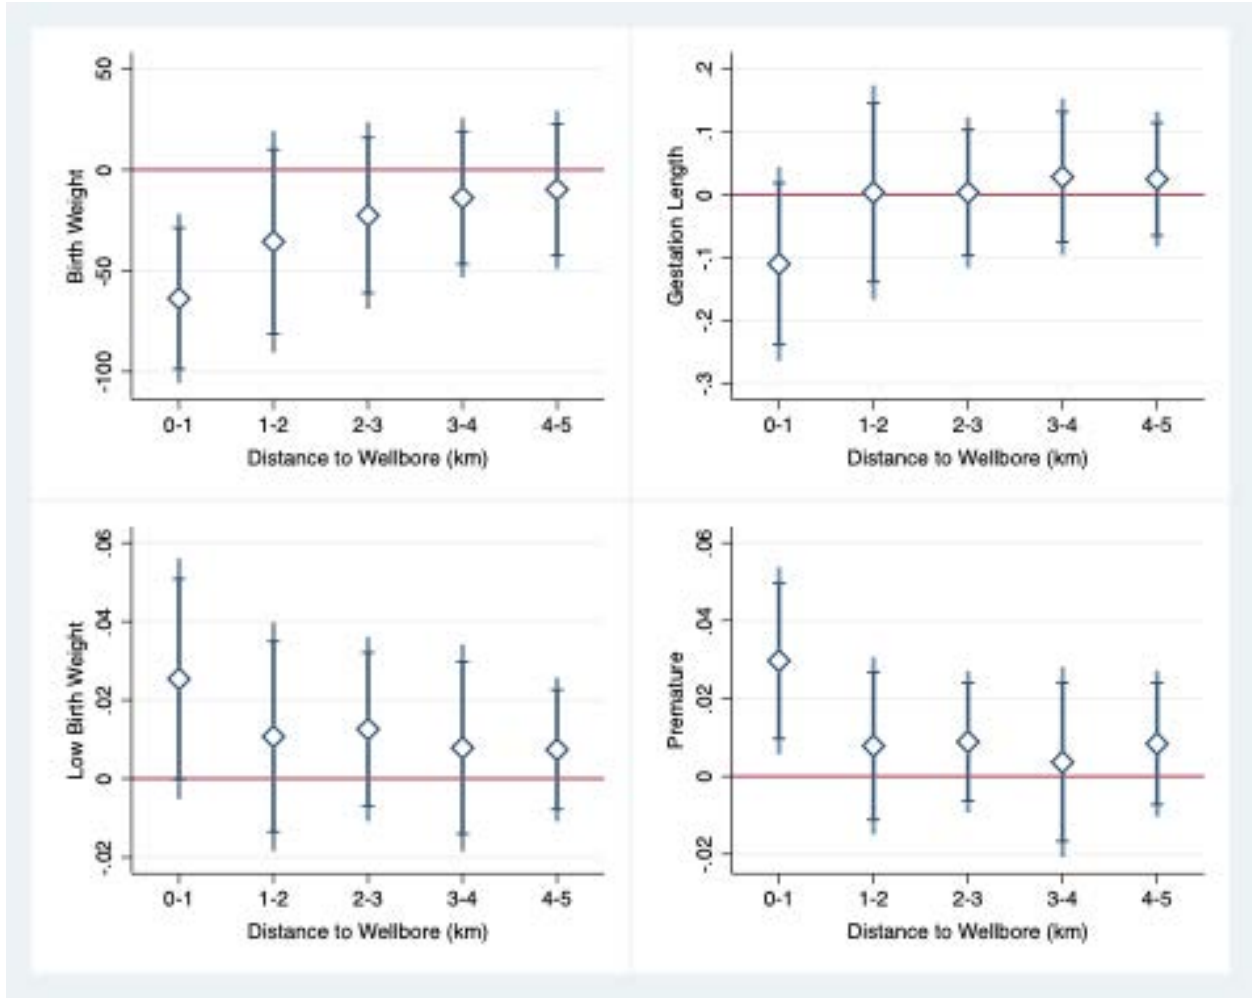 Birth Weight
50
0
-50
-100
0-1 1-2 2-3 3-4 4-5
Distance to Wellbore (km)
Gestation Length
.2
.1
0
-.1
-.2
-.3
0-1 1-2 2-3 3-4 4-5
Distance to Wellbore (km)
Low Birth Weight
.06
.04
.02
0
-.02
0-1 1-2 2-3 3-4 4-5
Distance to Wellbore (km)
Premature
.06
.04
.02
0
-.02
0-1 1-2 2-3 3-4 4-5
Distance to Wellbore (km)